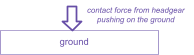 contact force from headgear
pushing on the ground
ground